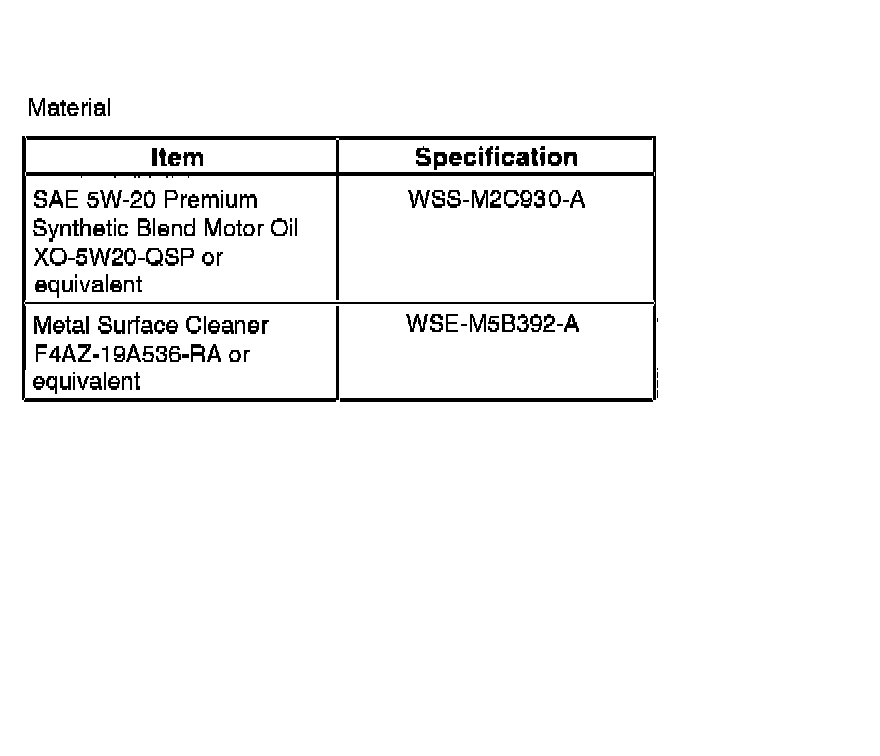 Material
Item Specification
SAE 5W-20 Premium WSS-M2C930-A
Synthetic Blend Motor Oil
XO-5W20-QSP or
equivalent
Metal Surface Cleaner WSE-M5B392-A
F4AZ-19A536-RA or
equivalent